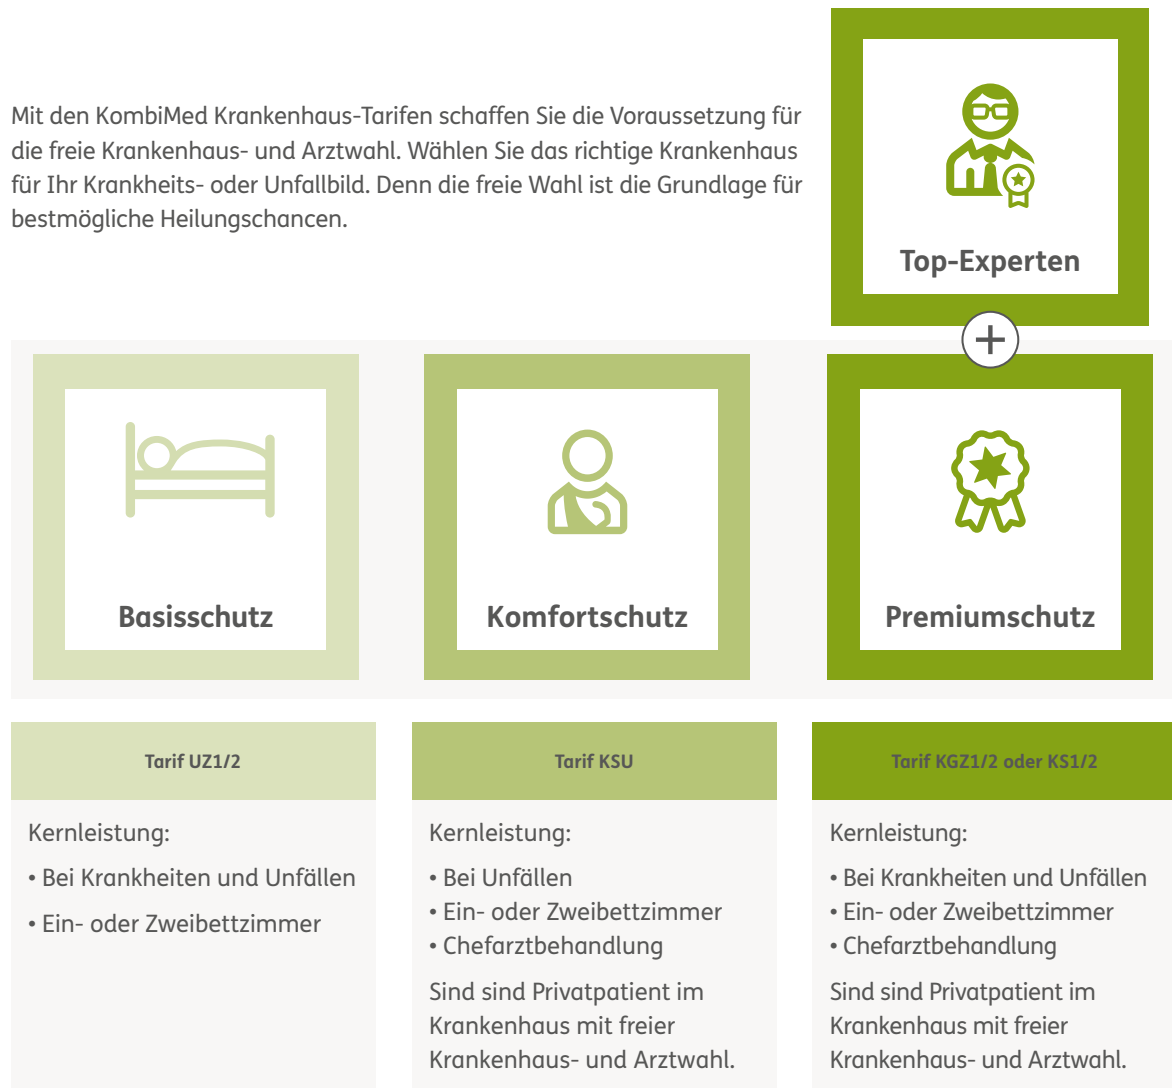 Mit den KombiMed Krankenhaus-Tarifen schaffen Sie die Voraussetzung für
die freie Krankenhaus- und Arztwahl. Wählen Sie das richtige Krankenhaus
für Ihr Krankheits- oder Unfallbild. Denn die freie Wahl ist die Grundlage für
bestmögliche Heilungschancen.
Top-Experten
+
Basisschutz
Komfortschutz
Premiumschutz
Tarif UZ1/2
Kernleistung:
• Bei Krankheiten und Unfällen
• Ein- oder Zweibettzimmer
Tarif KSU
Kernleistung:
• Bei Unfällen
• Ein- oder Zweibettzimmer
• Chefarztbehandlung
Sind sind Privatpatient im
Krankenhaus mit freier
Krankenhaus- und Arztwahl.
Tarif KGZ1/2 oder KS1/2
Kernleistung:
• Bei Krankheiten und Unfällen
• Ein- oder Zweibettzimmer
• Chefarztbehandlung
Sind sind Privatpatient im
Krankenhaus mit freier
Krankenhaus- und Arztwahl.